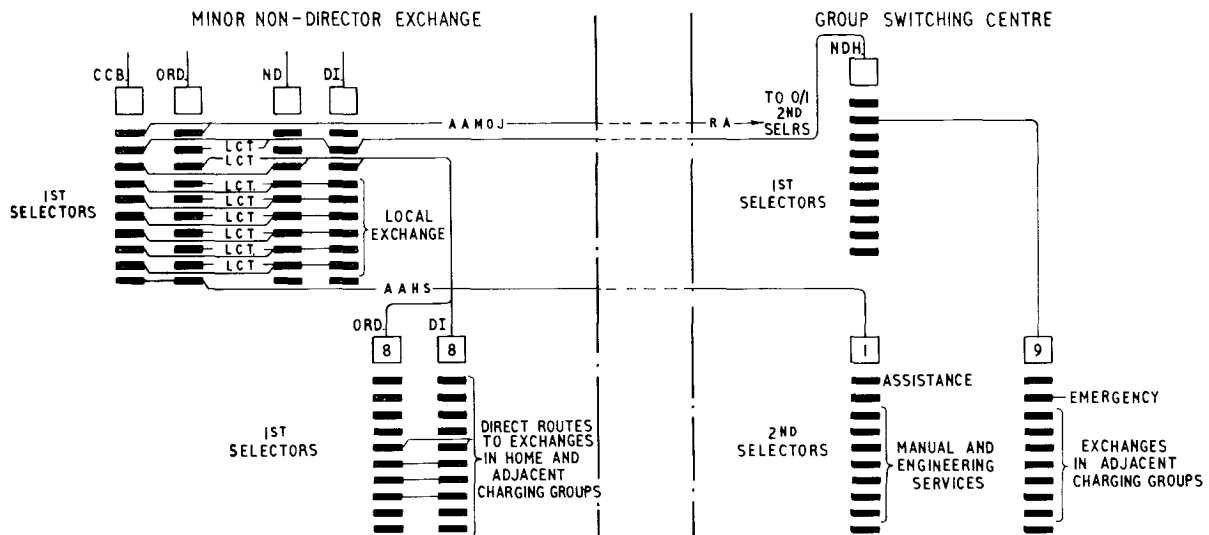 MINOR NON-DIRECTOR EXCHANGE
GROUP SWITCHING CENTRE
CCB.
ORD.
ND
DI.
NDH.
TO O/I
2ND
SELRS
AAMOJ
RA
LCT
LCT
LCT.
LCT
LCT
LCT
LCT.
LCT
1ST
SELECTORS
LOCAL
EXCHANGE
1ST
SELECTORS
AAHS
ORD.
DI
8
8
1
9
1ST
SELECTORS
DIRECT ROUTES
TO EXCHANGES
IN HOME AND
ADJACENT
CHARGING GROUPS
2ND
SELECTORS
ASSISTANCE
MANUAL AND
ENGINEERING
SERVICES
EMERGENCY
EXCHANGES
IN ADJACENT
CHARGING GROUPS